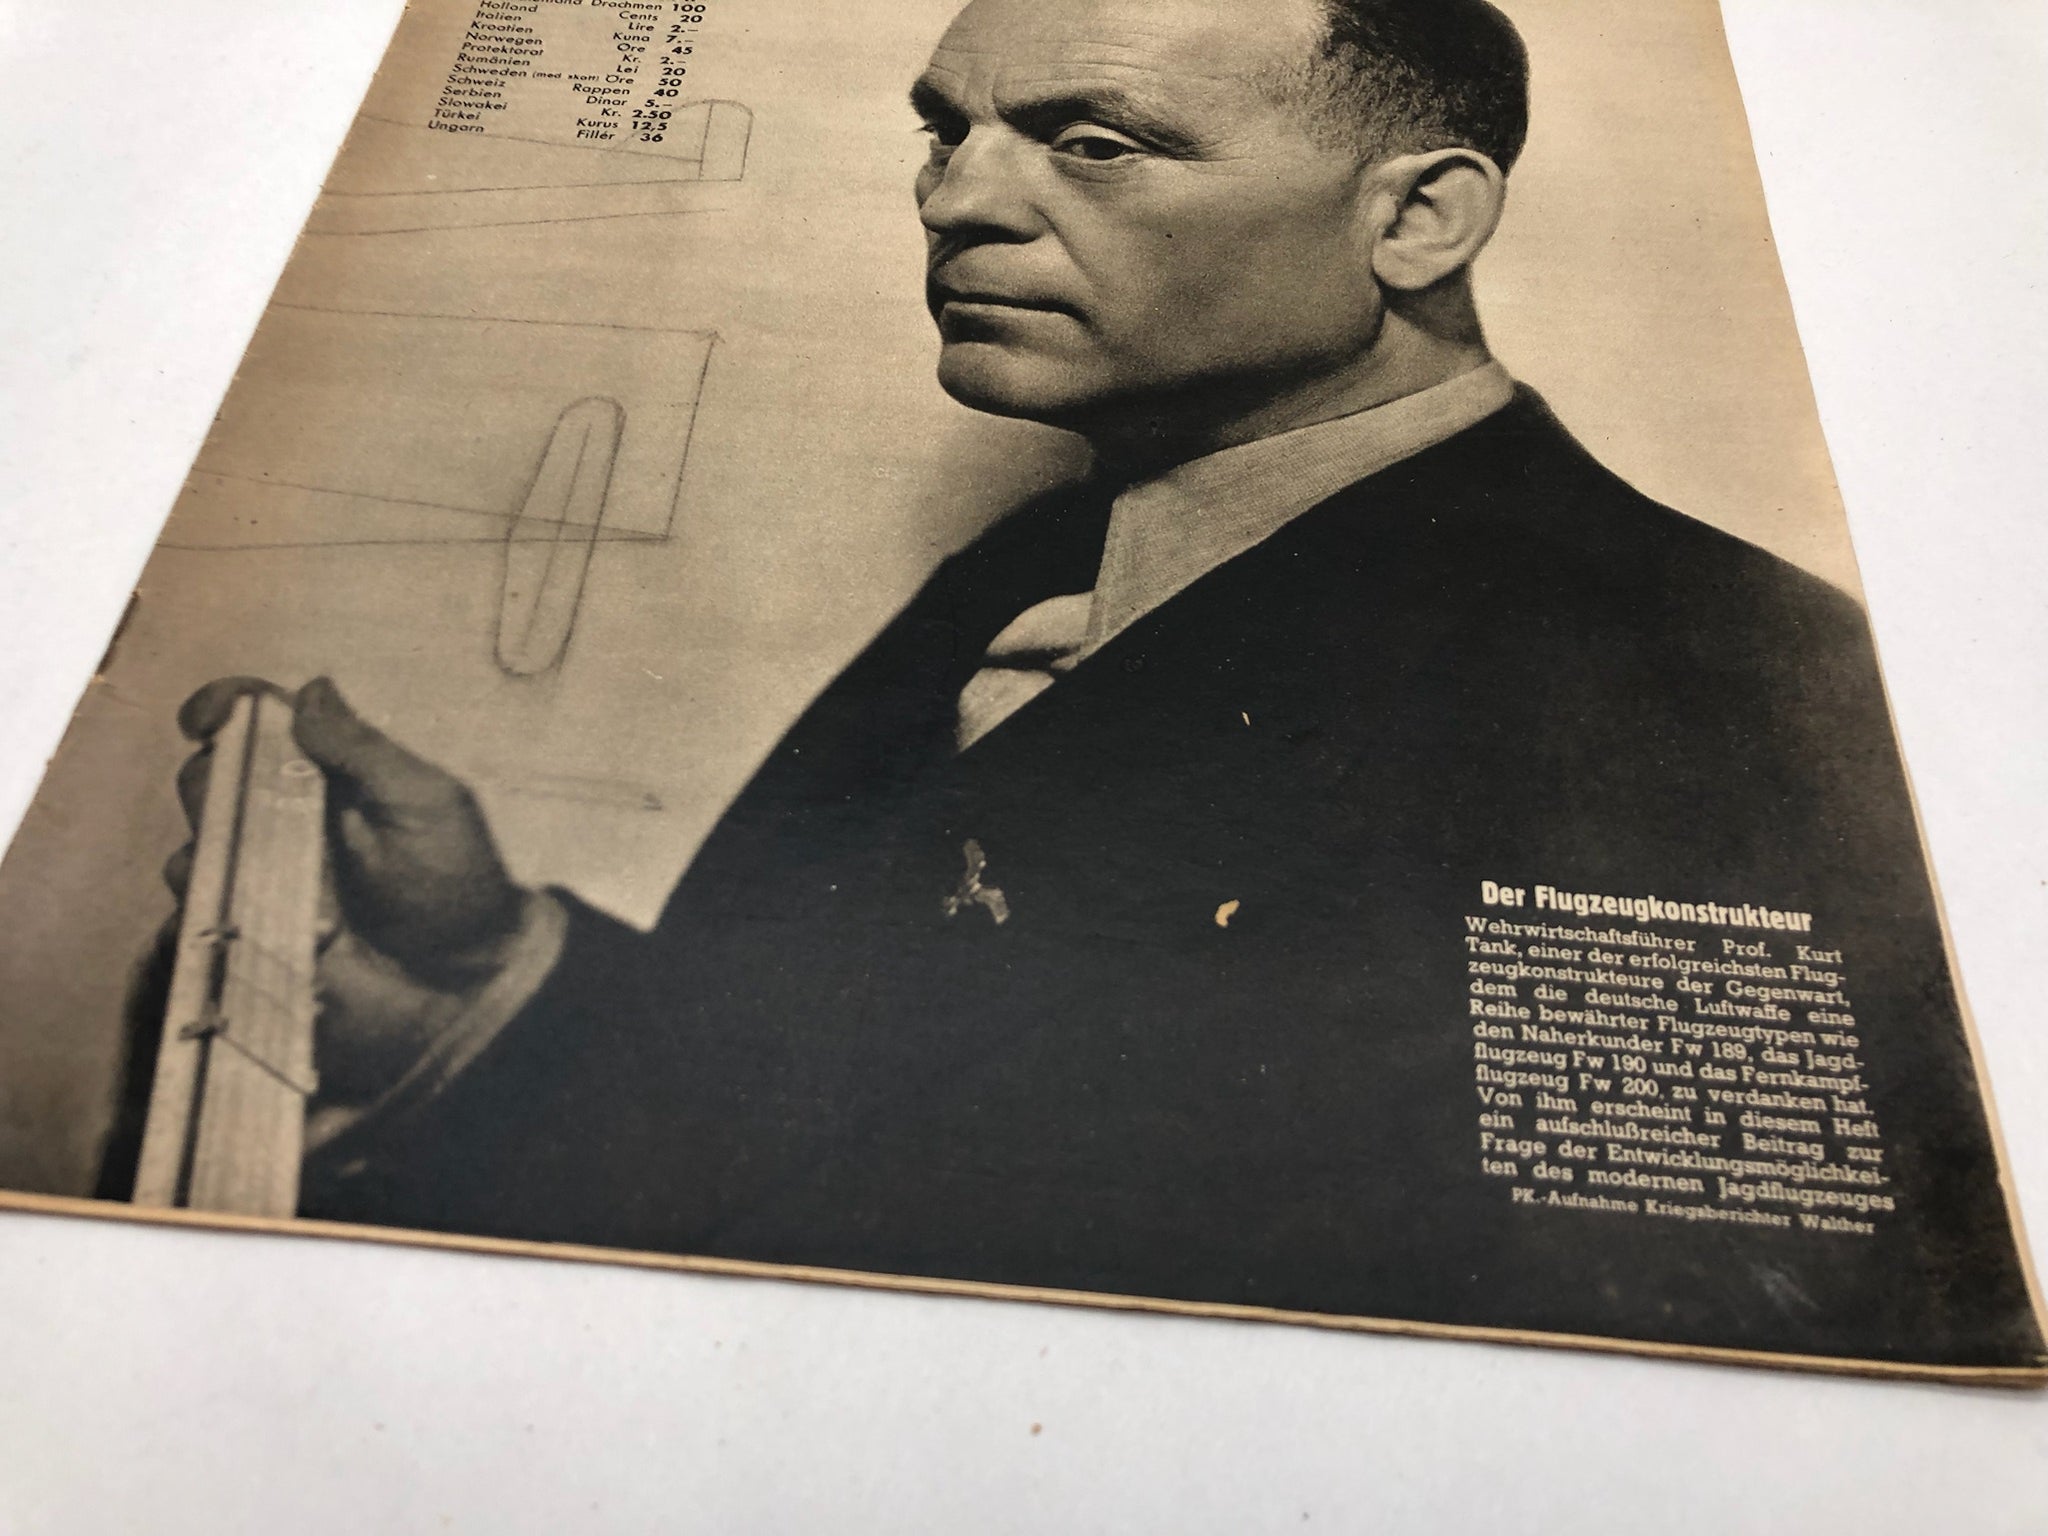 Drachmen 100
Holland Cents 20
Italien Lire 2.–
Kroatien Kuna 7.–
Norwegen Öre 45
Protektorat Kr. 2.–
Rumänien Lei 20
Schweden (med skatt) Öre 50
Schweiz Rappen 40
Serbien Dinar 5.–
Slowakei Kr. 2.50
Türkei Kurus 12,5
Ungarn Fillér 36
Der Flugzeugkonstrukteur
Wehrwirtschaftsführer Prof. Kurt
Tank, einer der erfolgreichsten Flug-
zeugkonstrukteure der Gegenwart,
dem die deutsche Luftwaffe eine
Reihe bewährter Flugzeugtypen wie
den Naherkunder Fw 189, das Jagd-
flugzeug Fw 190 und das Fernkampf-
flugzeug Fw 200, zu verdanken hat.
Von ihm erscheint in diesem Heft
ein aufschlußreicher Beitrag zur
Frage der Entwicklungsmöglichkei-
ten des modernen Jagdflugzeuges
PK.-Aufnahme Kriegsberichter Walther